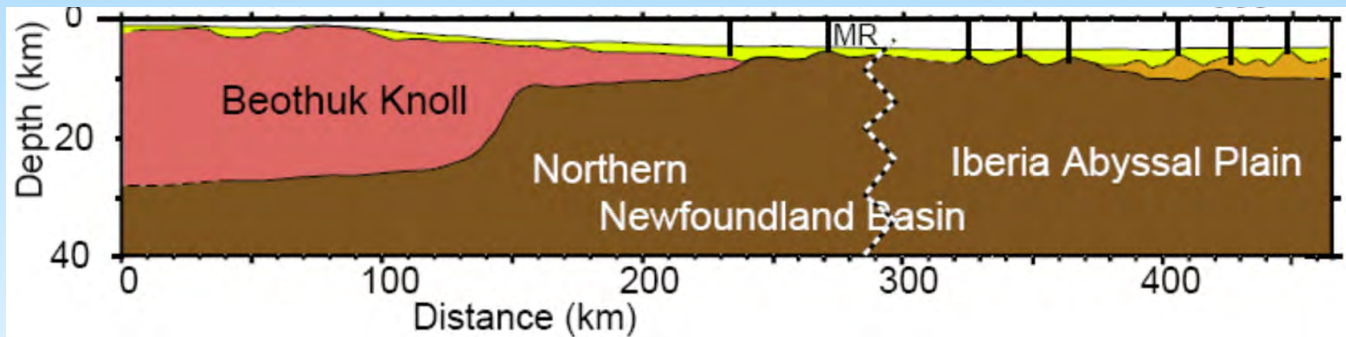 0
MR
Beothuk Knoll
Depth (km)
20
Northern
Iberia Abyssal Plain
Newfoundland Basin
40
0 100 200 300 400
Distance (km)